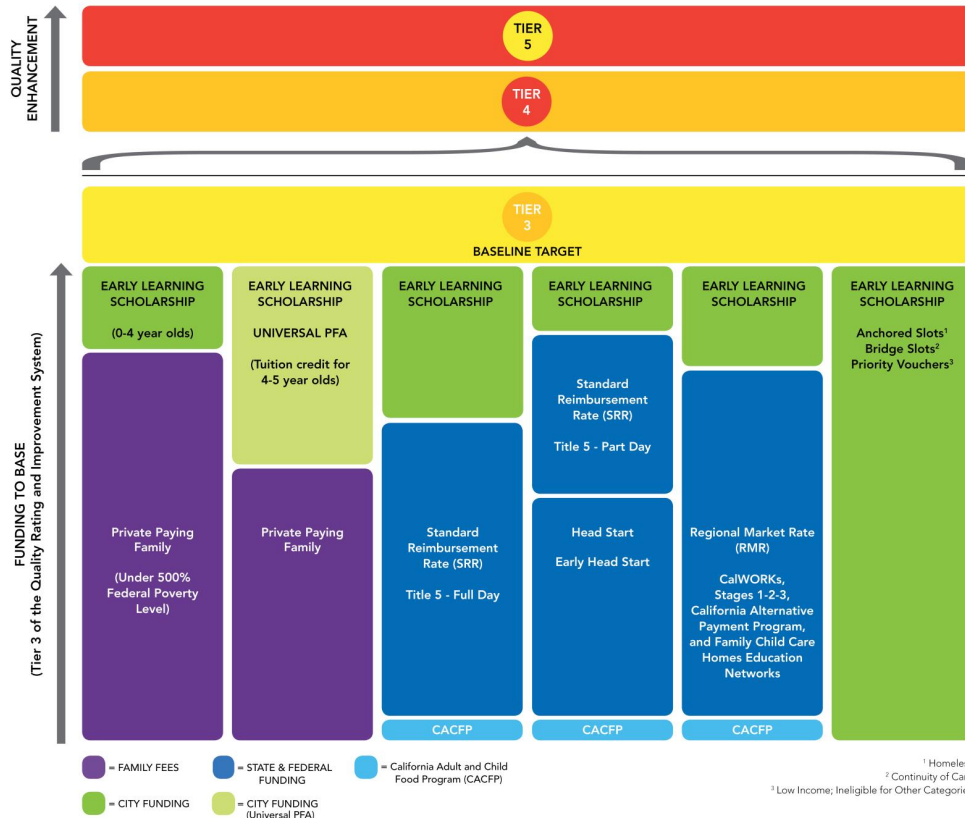 QUALITY
ENHANCEMENT
TIER
5
TIER
4
TIER
3
BASELINE TARGET
FUNDING TO BASE
(Tier 3 of the Quality Rating and Improvement System)
EARLY LEARNING
SCHOLARSHIP
(0-4 year olds)
Private Paying
Family
(Under 500%
Federal Poverty
Level)
EARLY LEARNING
SCHOLARSHIP
UNIVERSAL PFA
(Tuition credit for
4-5 year olds)
Private Paying
Family
EARLY LEARNING
SCHOLARSHIP
Standard
Reimbursement
Rate (SRR)
Title 5 - Full Day
CACFP
EARLY LEARNING
SCHOLARSHIP
Standard
Reimbursement
Rate (SRR)
Title 5 - Part Day
Head Start
Early Head Start
CACFP
EARLY LEARNING
SCHOLARSHIP
Regional Market Rate
(RMR)
CalWORKs,
Stages 1-2-3,
California Alternative
Payment Program,
and Family Child Care
Homes Education
Networks
CACFP
EARLY LEARNING
SCHOLARSHIP
Anchored Slots¹
Bridge Slots²
Priority Vouchers³
= FAMILY FEES
= STATE & FEDERAL
FUNDING
= California Adult and Child
Food Program (CACFP)
= CITY FUNDING
= CITY FUNDING
(Universal PFA)
¹ Homeles
² Continuity of Car
³ Low Income; Ineligible for Other Categorie